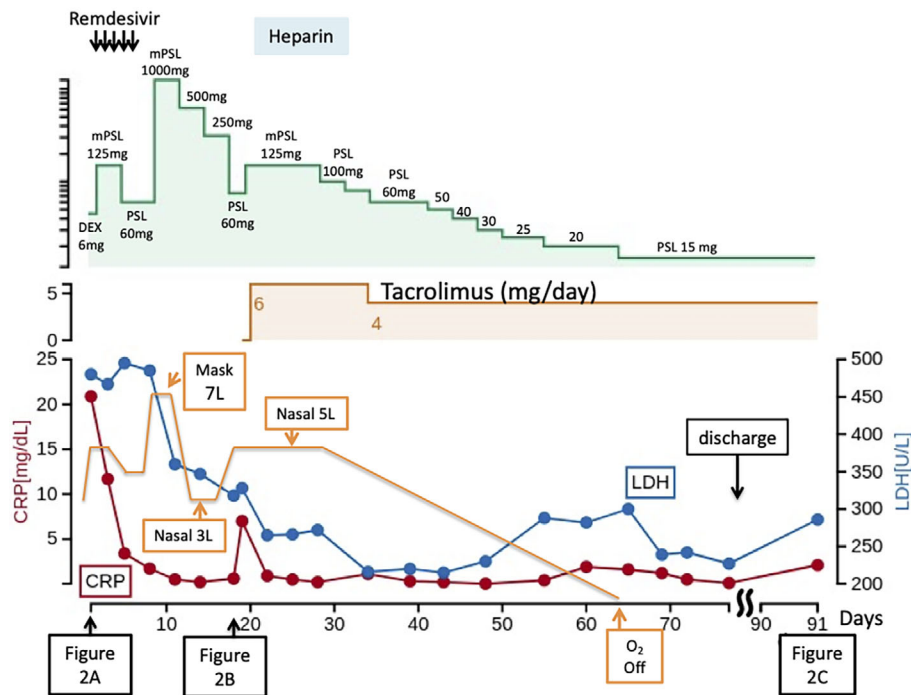 Remdesivir
Heparin
mPSL
1000mg
500mg
250mg
mPSL
125mg
mPSL
125mg
PSL
100mg
PSL
60mg
50
40
30
25
20
PSL 15 mg
DEX
6mg
PSL
60mg
PSL
60mg
5
0
6
Tacrolimus (mg/day)
4
25
20
15
10
5
CRP[mg/dL]
500
450
400
350
300
250
200
LDH[U/L]
Mask
7L
Nasal 5L
Nasal 3L
discharge
LDH
CRP
10
20
30
40
50
60
70
90
91
Days
Figure
2A
Figure
2B
O2
Off
Figure
2C